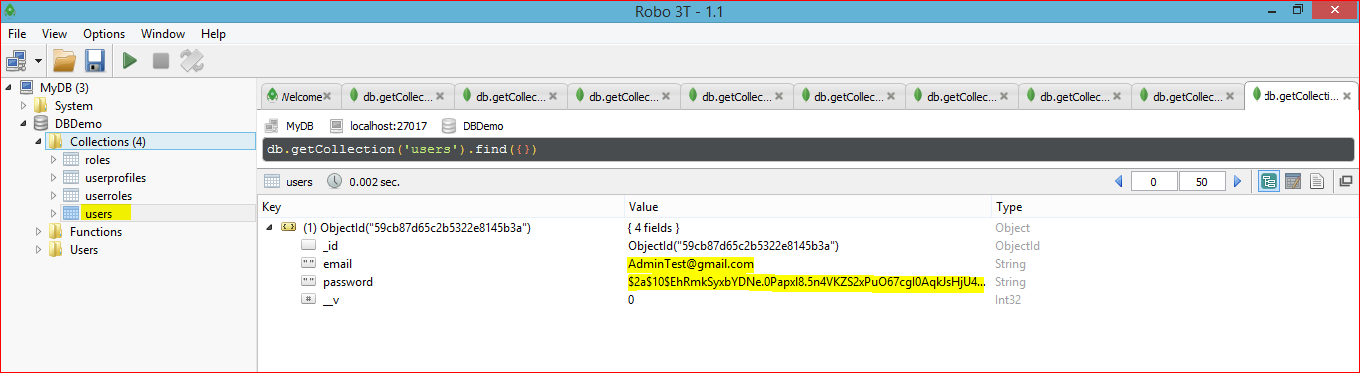 Robo 3T - 1.1
File View Options Window Help
MyDB (3)
System
DBDemo
Collections (4)
roles
userprofiles
userroles
users
Functions
Users
Welcome db.getCollec... db.getCollec... db.getCollec... db.getCollec... db.getCollec... db.getCollec... db.getCollec... db.getCollec... db.getCollecti...
MyDB localhost:27017 DBDemo
db.getCollection('users').find({})
users 0.002 sec. 0 50
Key Value Type
(1) ObjectId("59cb87d65c2b5322e8145b3a") { 4 fields } Object
_id ObjectId("59cb87d65c2b5322e8145b3a") ObjectId
email AdminTest@gmail.com String
password $2a$10$EhRmkSyxbYDNe.0PapxI8.5n4VKZS2xPuO67cgI0AqkJsHjU4... String
__v 0 Int32